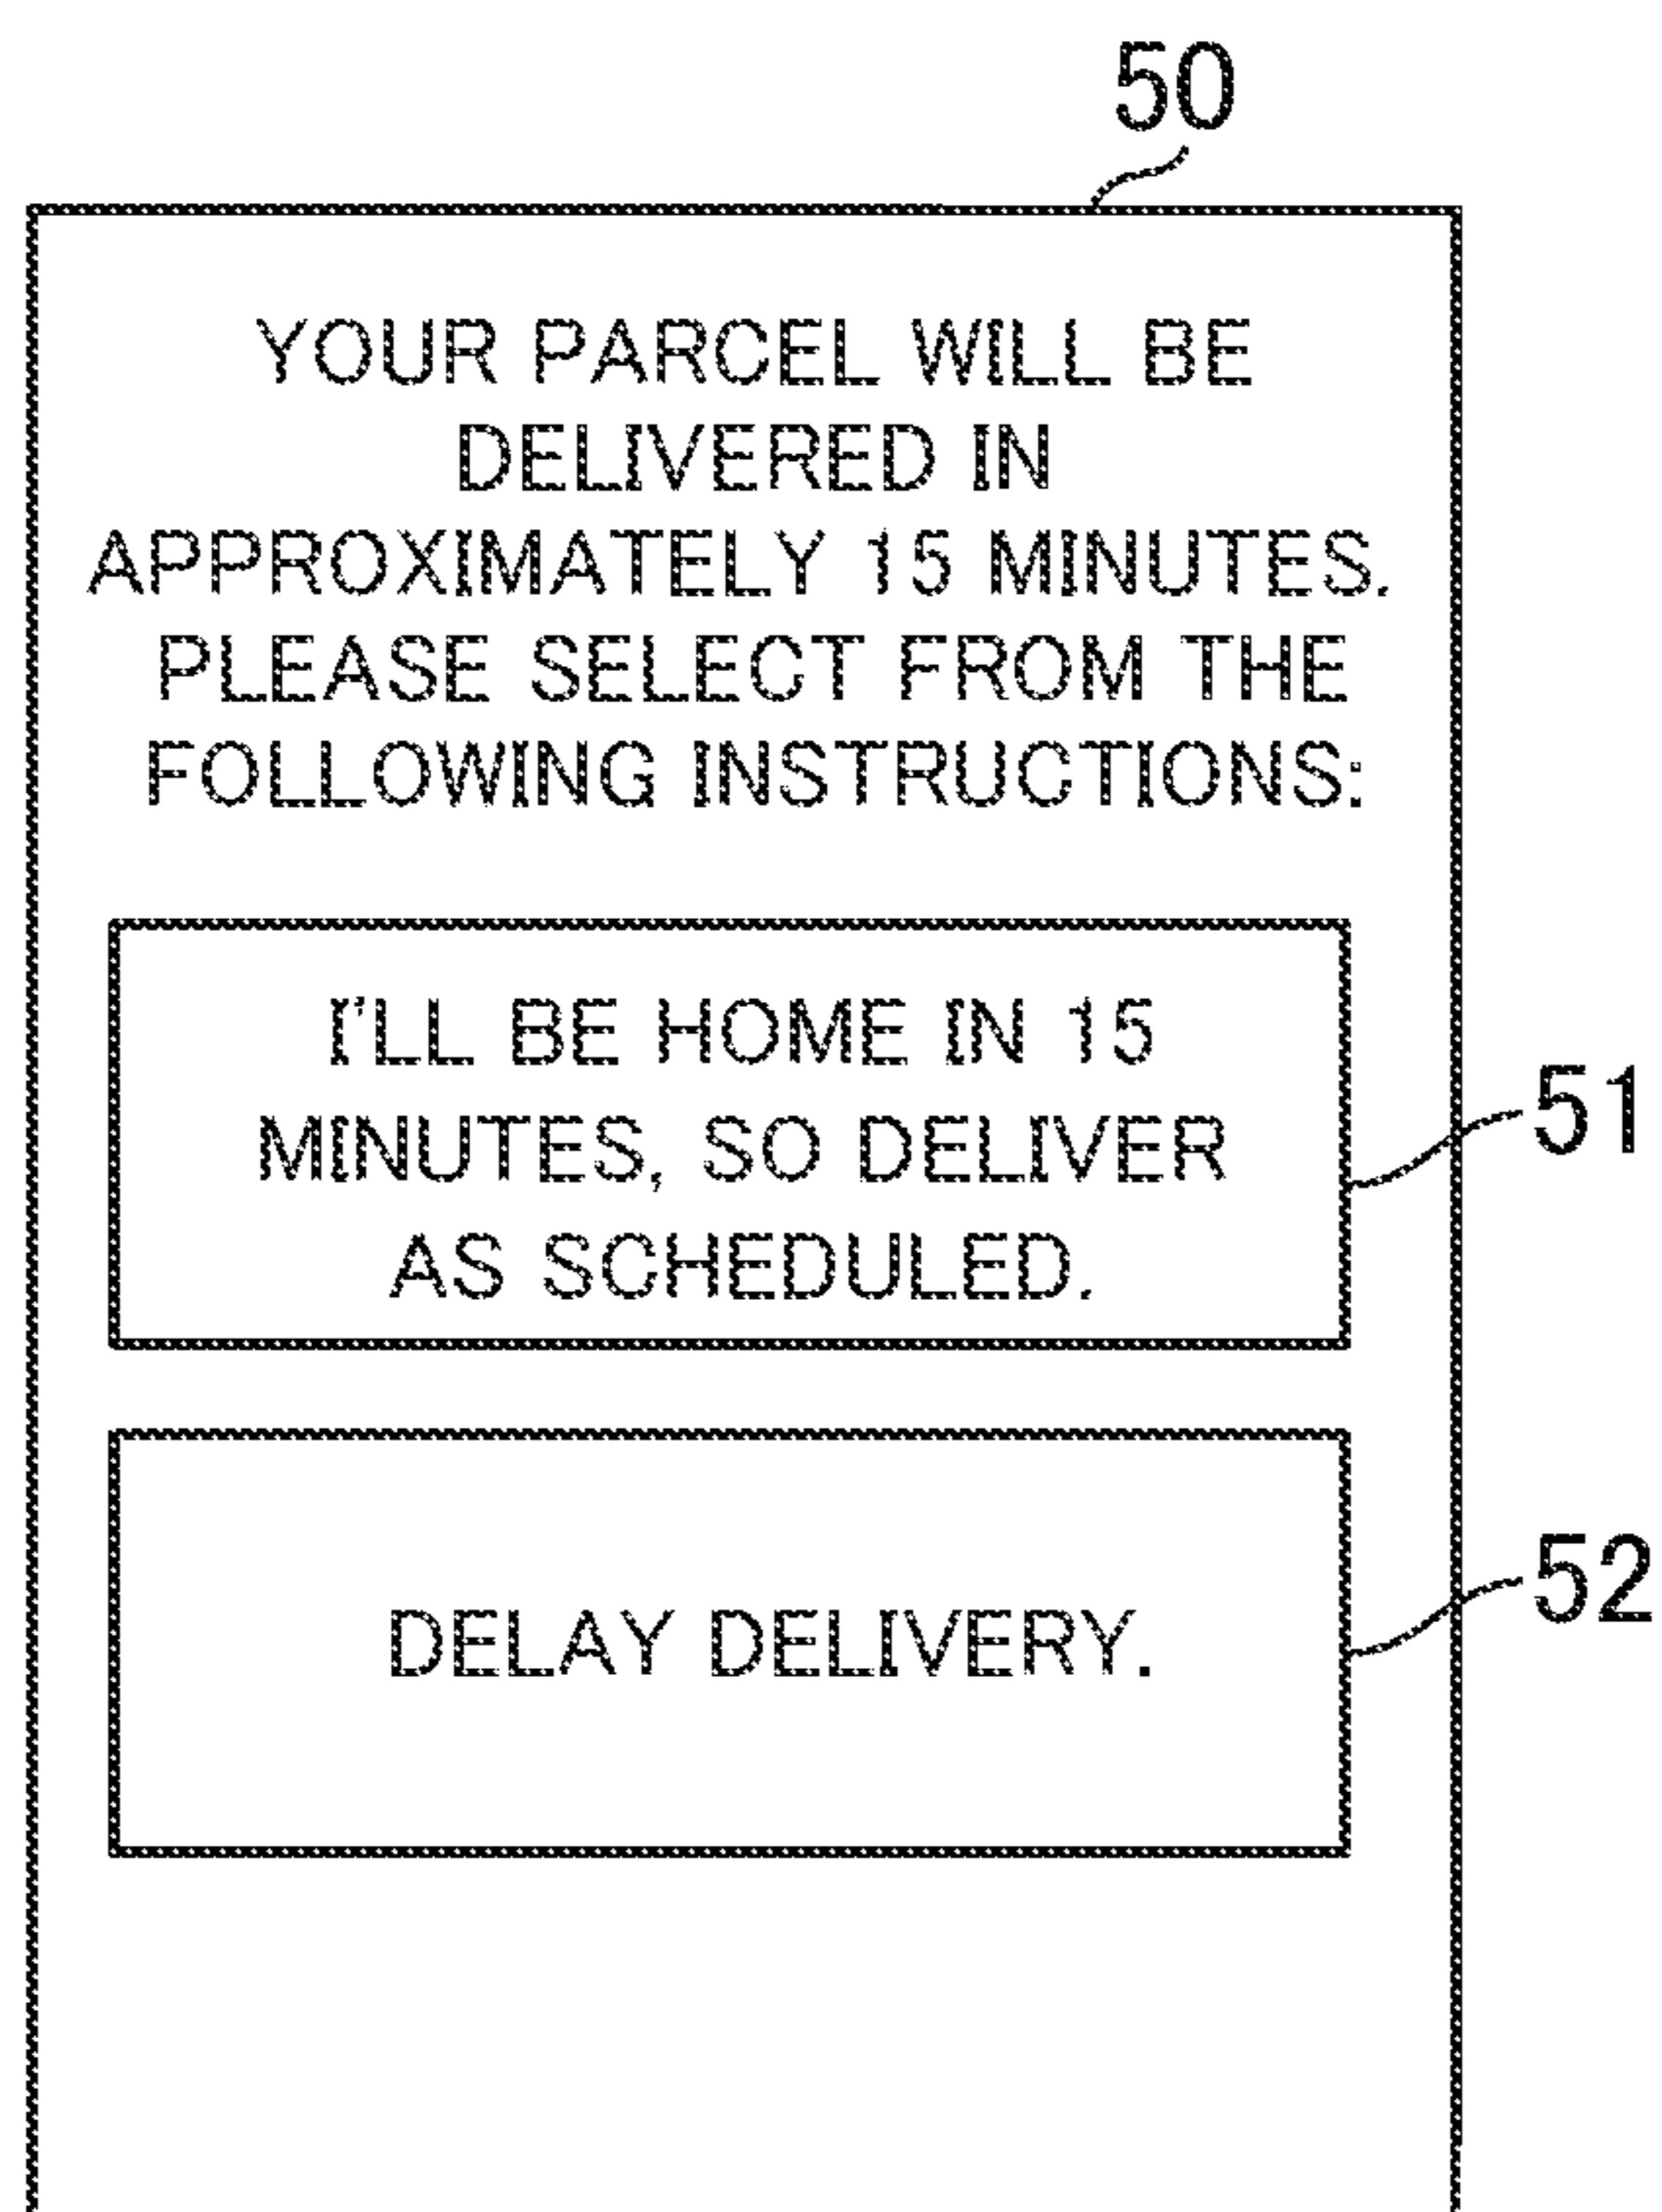 50
YOUR PARCEL WILL BE
DELIVERED IN
APPROXIMATELY 15 MINUTES.
PLEASE SELECT FROM THE
FOLLOWING INSTRUCTIONS:
I'LL BE HOME IN 15
MINUTES, SO DELIVER
AS SCHEDULED.
51
DELAY DELIVERY.
52